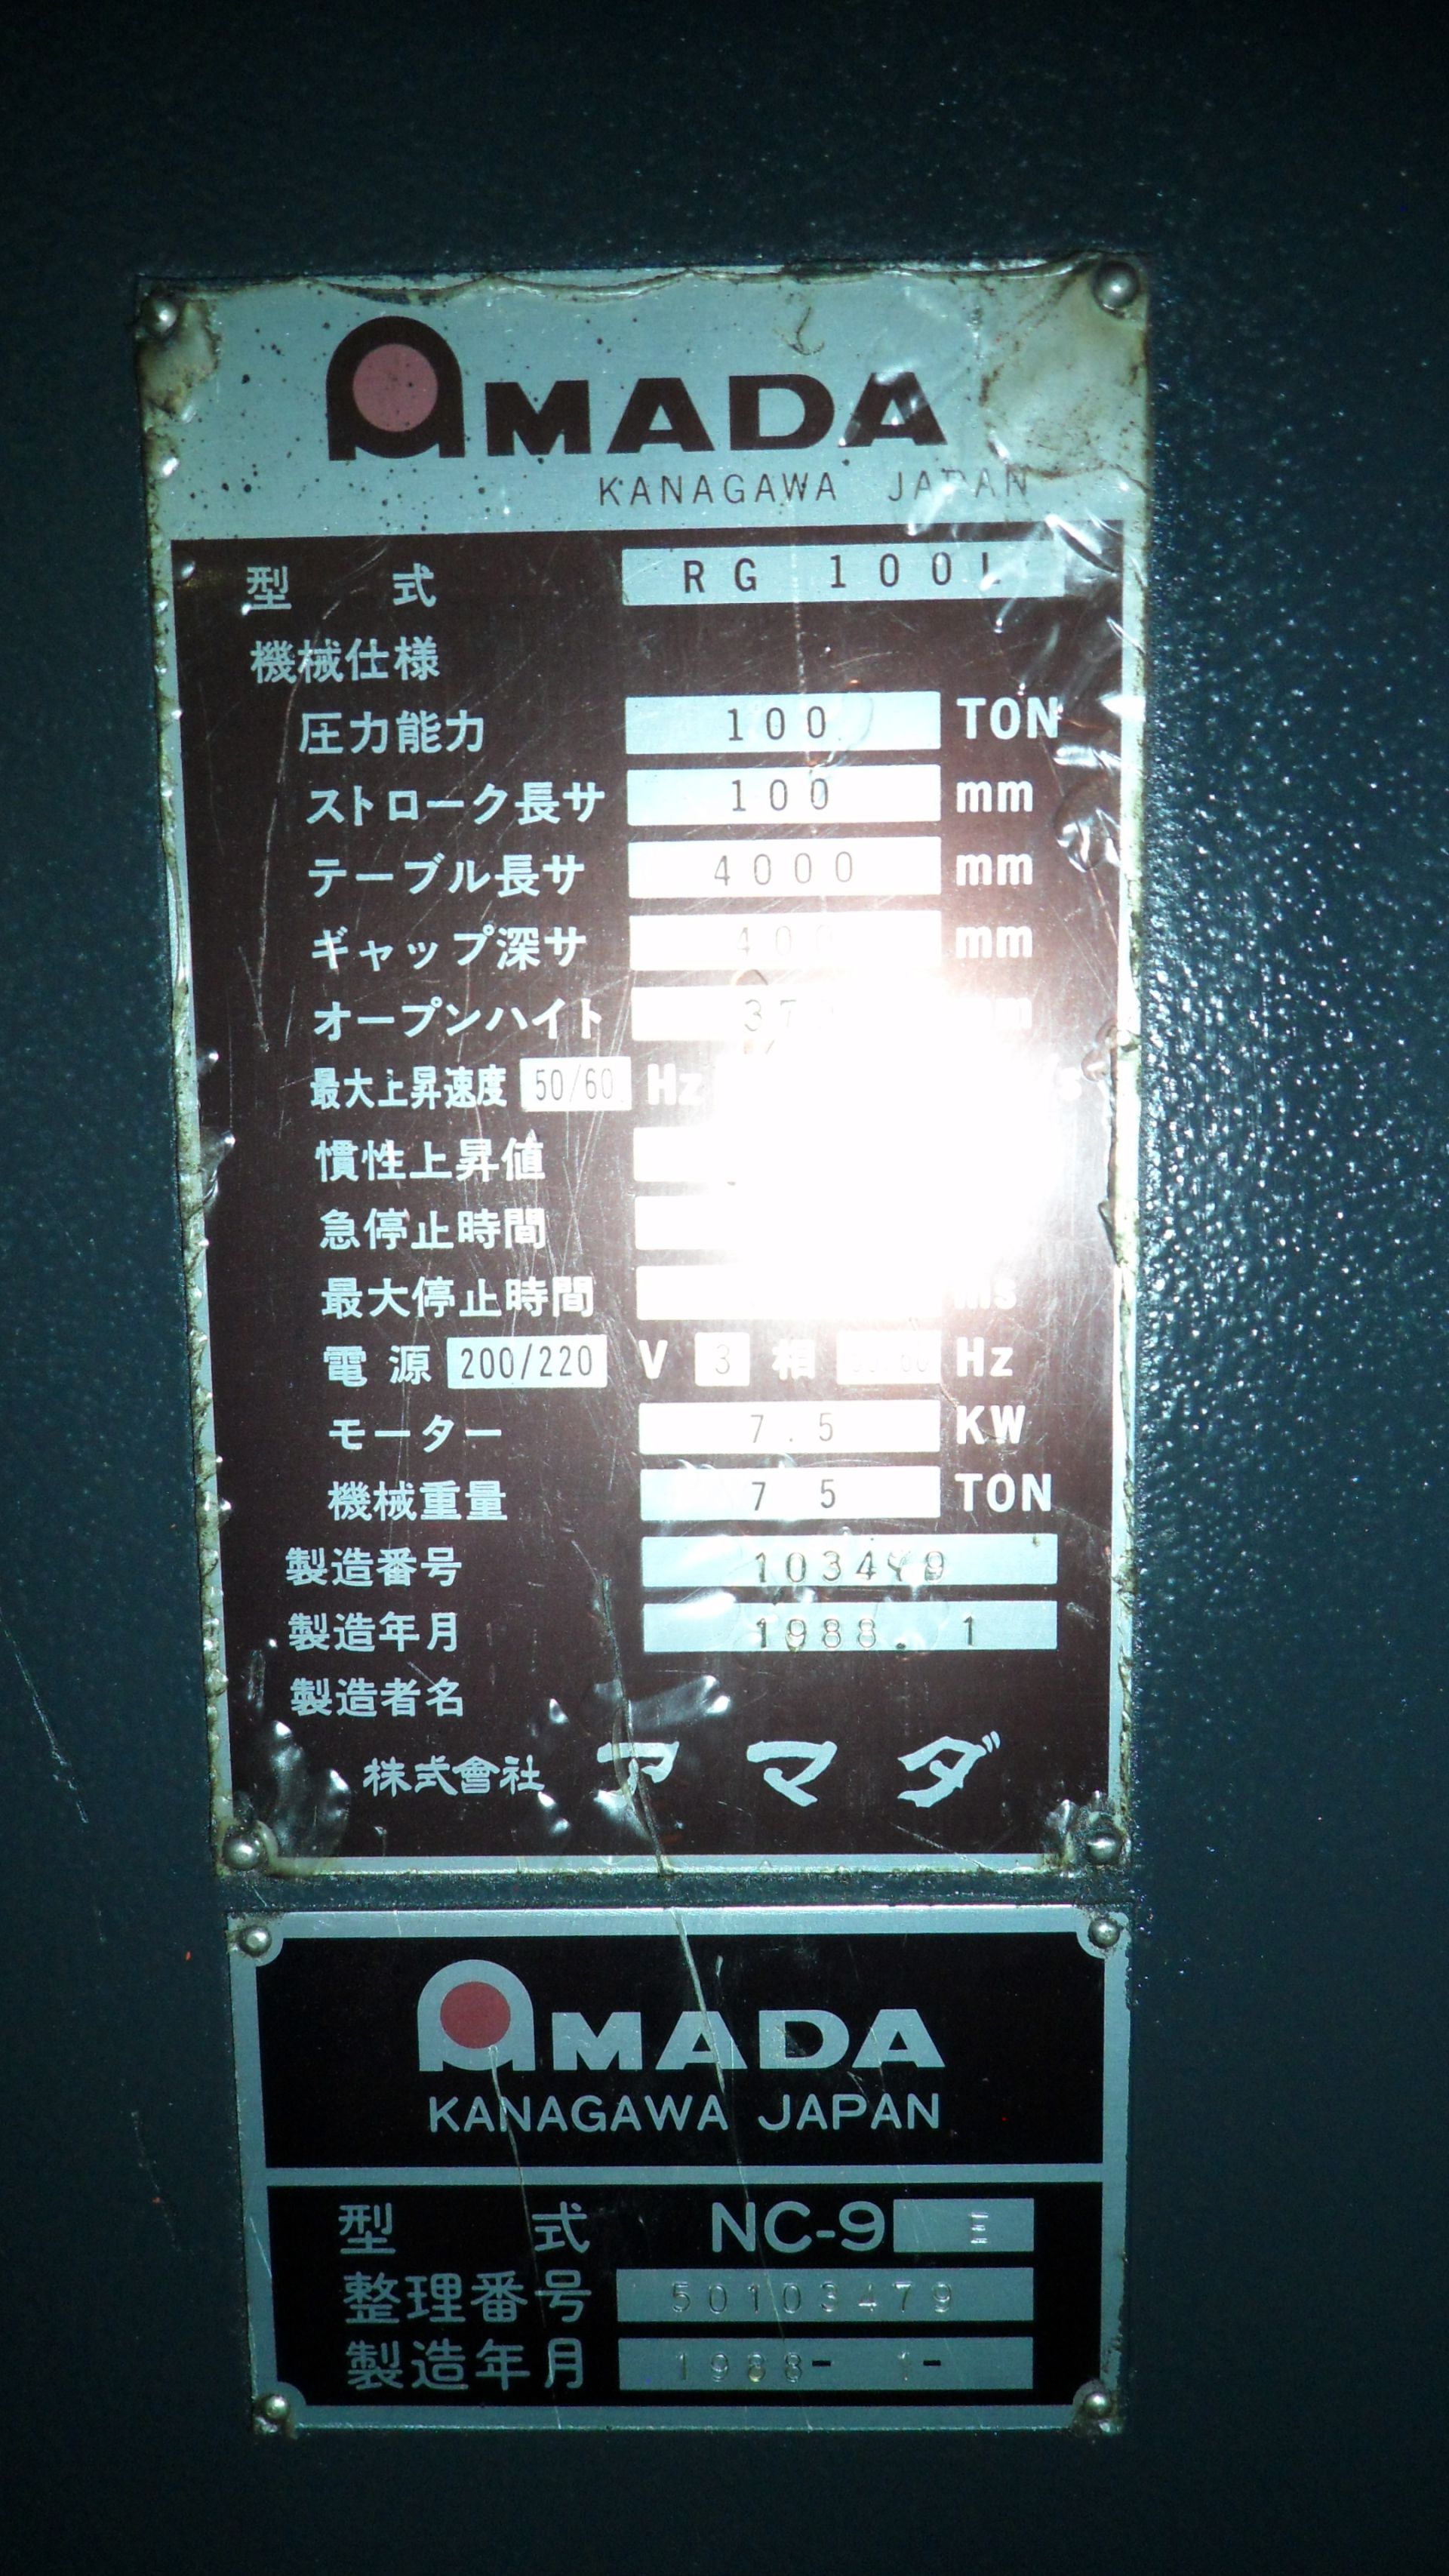 AMADA
KANAGAWA JAPAN
型式 RG 100L
機械仕様
圧力能力 100 TON
ストローク長サ 100 mm
テーブル長サ 4000 mm
ギャップ深サ 400 mm
オープンハイト 370
最大上昇速度 50/60 Hz
慣性上昇値
急停止時間
最大停止時間 ms
電源 200/220 V 3 相 Hz
モーター 7.5 KW
機械重量 7 5 TON
製造番号
製造年月 1988. 1
製造者名
株式會社 アマダ
AMADA
KANAGAWA JAPAN
型式 NC-9
整理番号 50103479
製造年月 1988- 1-